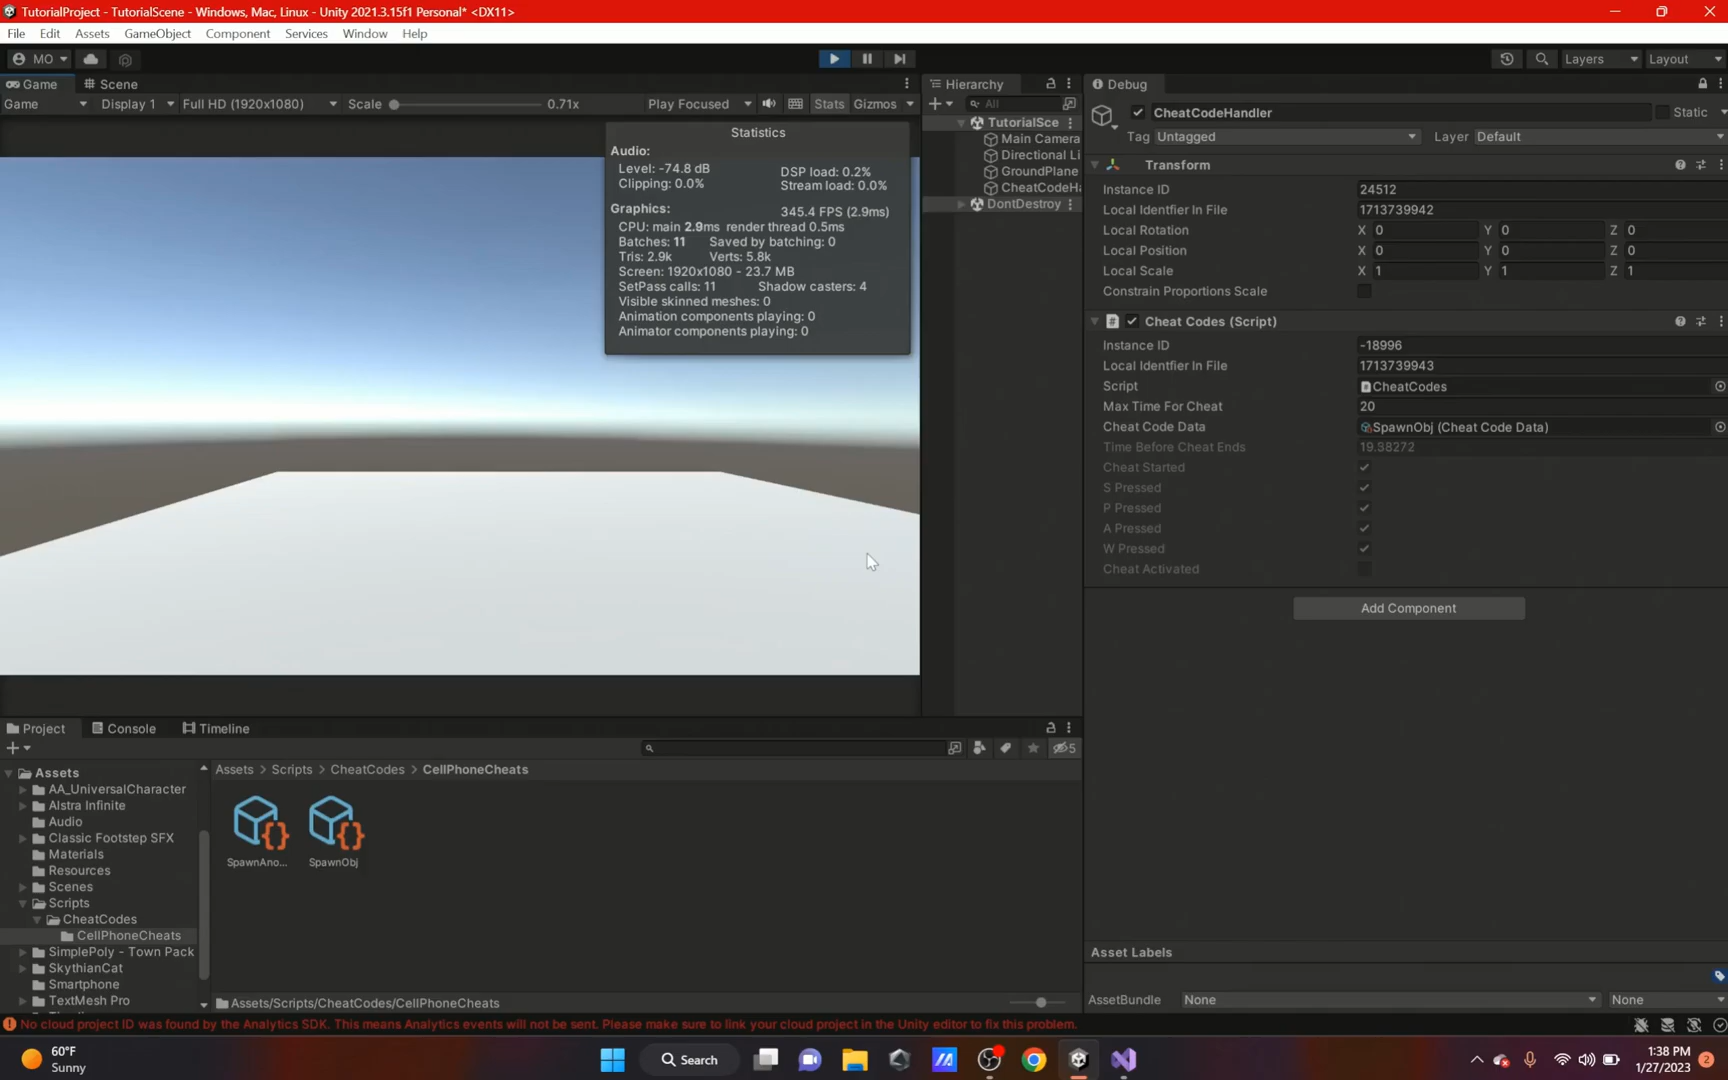 TutorialProject - TutorialScene - Windows, Mac, Linux - Unity 2021.3.15f1 Personal* <DX11>
File Edit Assets GameObject Component Services Window Help
MO Layers Layout
Game Scene
Game Display 1 Full HD (1920x1080) Scale 0.71x Play Focused Stats Gizmos
Statistics
Audio:
Level: -74.8 dB DSP load: 0.2%
Clipping: 0.0% Stream load: 0.0%
Graphics: 345.4 FPS (2.9ms)
CPU: main 2.9ms render thread 0.5ms
Batches: 11 Saved by batching: 0
Tris: 2.9k Verts: 5.8k
Screen: 1920x1080 - 23.7 MB
SetPass calls: 11 Shadow casters: 4
Visible skinned meshes: 0
Animation components playing: 0
Animator components playing: 0
Hierarchy
All
TutorialSce
Main Camera
Directional Li
GroundPlane
CheatCodeHa
DontDestroy
Debug
CheatCodeHandler Static
Tag Untagged Layer Default
Transform
Instance ID 24512
Local Identfier In File 1713739942
Local Rotation X 0 Y 0 Z 0
Local Position X 0 Y 0 Z 0
Local Scale X 1 Y 1 Z 1
Constrain Proportions Scale
Cheat Codes (Script)
Instance ID -18996
Local Identfier In File 1713739943
Script CheatCodes
Max Time For Cheat 20
Cheat Code Data SpawnObj (Cheat Code Data)
Time Before Cheat Ends 19.38272
Cheat Started
S Pressed
P Pressed
A Pressed
W Pressed
Cheat Activated
Add Component
Asset Labels
AssetBundle None None
Project Console Timeline
5
Assets
AA_UniversalCharacter
Alstra Infinite
Audio
Classic Footstep SFX
Materials
Resources
Scenes
Scripts
CheatCodes
CellPhoneCheats
SimplePoly - Town Pack
SkythianCat
Smartphone
TextMesh Pro
Assets > Scripts > CheatCodes > CellPhoneCheats
SpawnAno... SpawnObj
Assets/Scripts/CheatCodes/CellPhoneCheats
No cloud project ID was found by the Analytics SDK. This means Analytics events will not be sent. Please make sure to link your cloud project in the Unity editor to fix this problem.
60°F
Sunny
Search
1:38 PM
1/27/2023
2